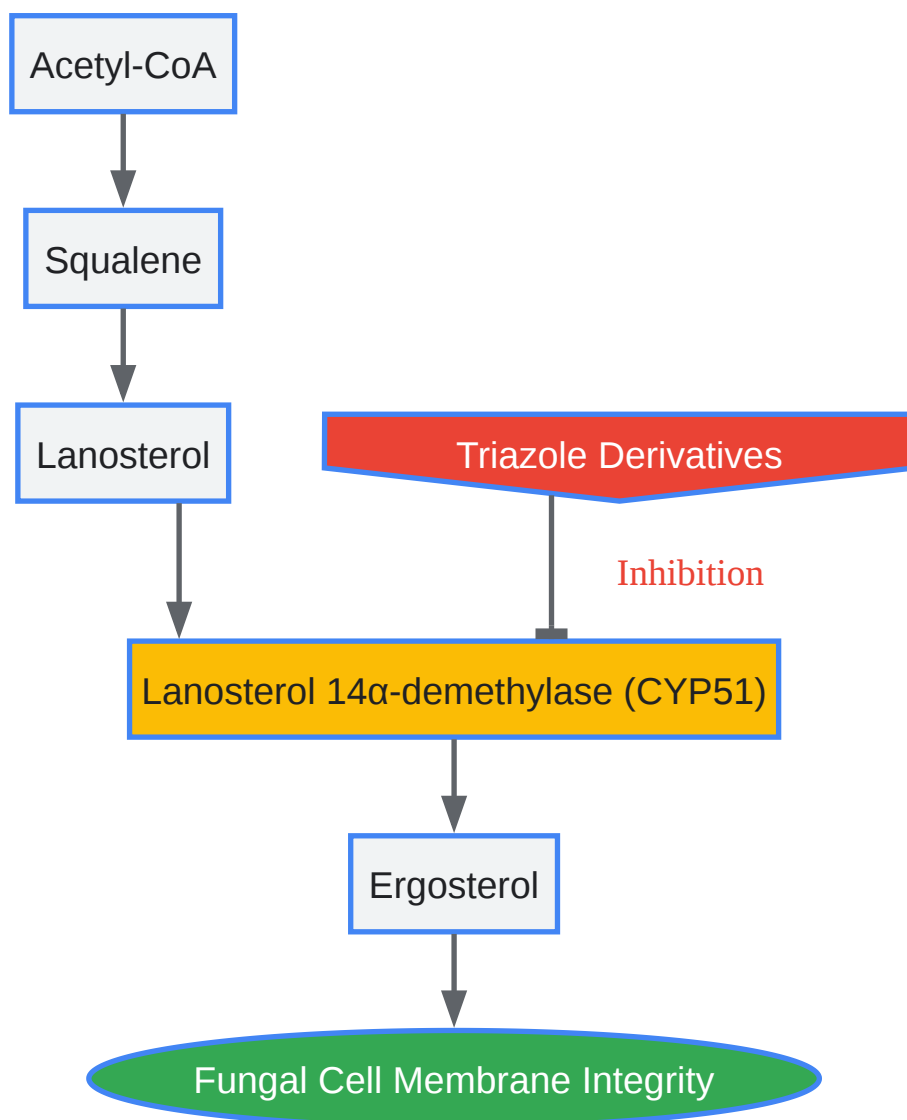 Acetyl-CoA
Squalene
Lanosterol
Triazole Derivatives
Inhibition
Lanosterol 14α-demethylase (CYP51)
Ergosterol
Fungal Cell Membrane Integrity